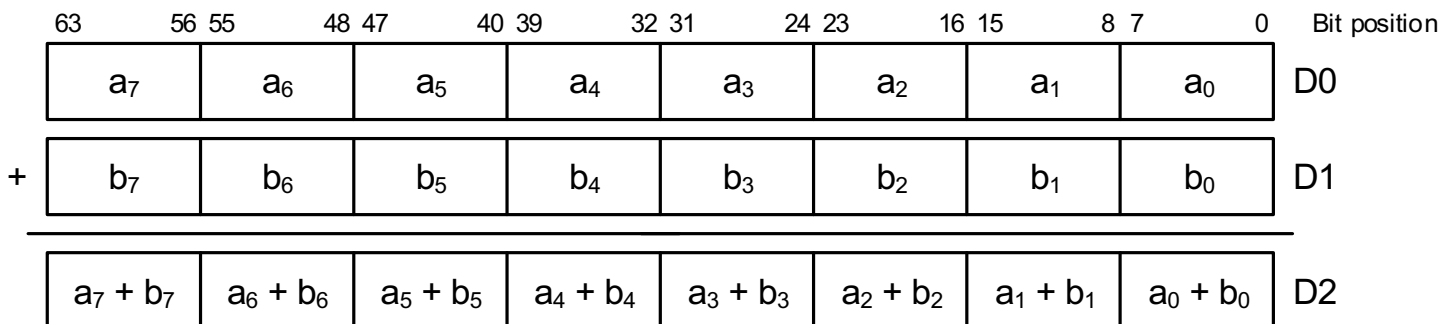 63 56 55 48 47 40 39 32 31 24 23 16 15 8 7 0 Bit position
a₇ a₆ a₅ a₄ a₃ a₂ a₁ a₀ D0
+ b₇ b₆ b₅ b₄ b₃ b₂ b₁ b₀ D1
a₇ + b₇ a₆ + b₆ a₅ + b₅ a₄ + b₄ a₃ + b₃ a₂ + b₂ a₁ + b₁ a₀ + b₀ D2